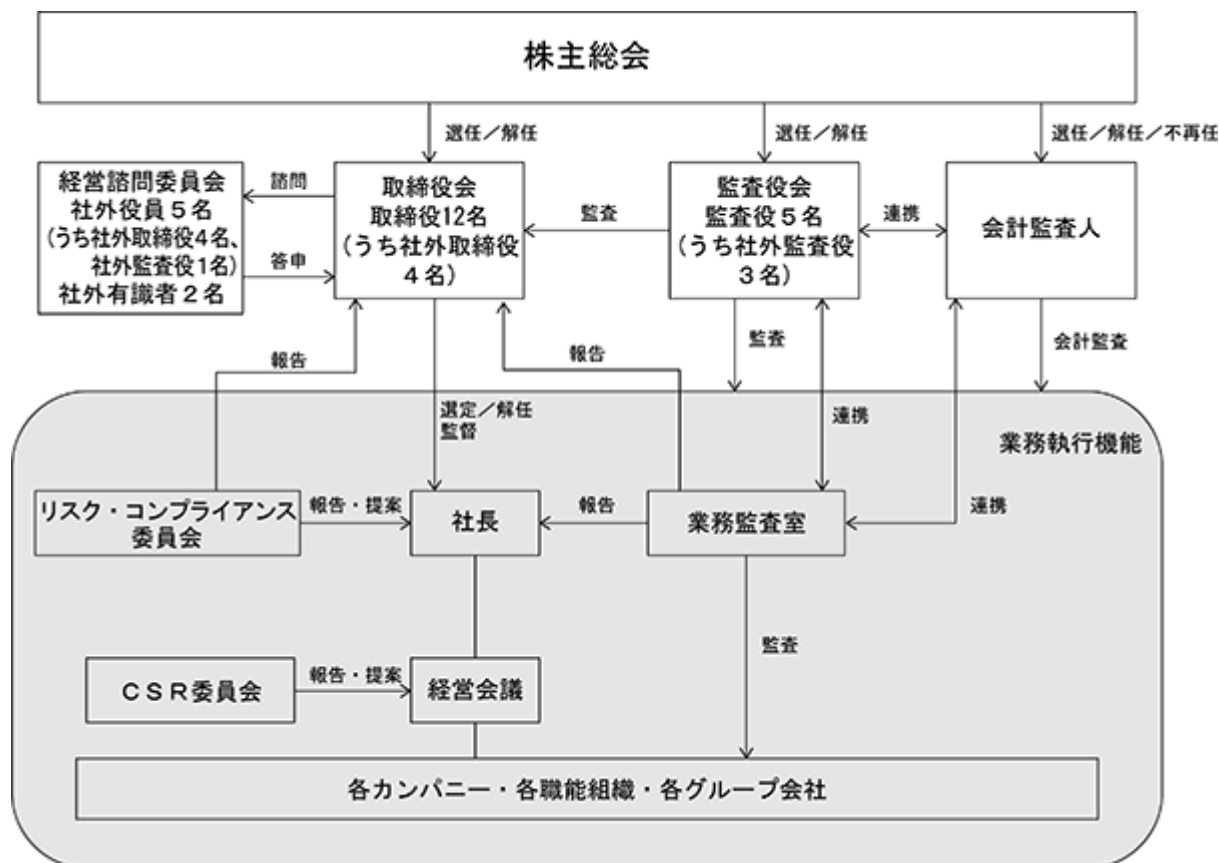 株主総会
選任／解任
選任／解任
選任／解任／不再任
経営諮問委員会
社外役員５名
(うち社外取締役4名、
社外監査役1名)
社外有識者２名
諮問
答申
取締役会
取締役12名
(うち社外取締役
４名)
監査
監査役会
監査役５名
(うち社外監査役
３名)
連携
会計監査人
報告
選定／解任
監督
報告
監査
連携
会計監査
業務執行機能
リスク・コンプライアンス
委員会
報告・提案
社長
報告
業務監査室
連携
監査
ＣＳＲ委員会
報告・提案
経営会議
各カンパニー・各職能組織・各グループ会社